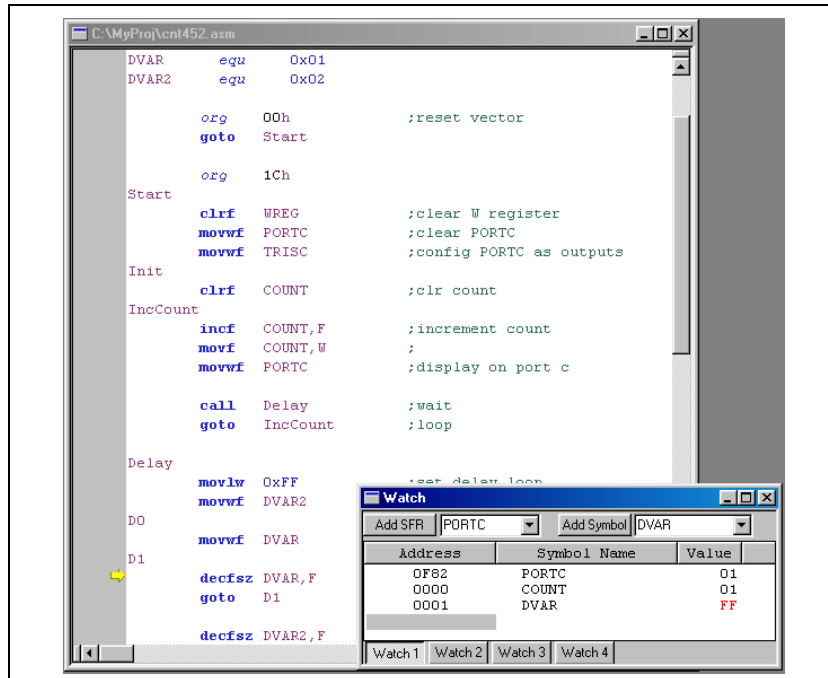 C:\MyProj\cnt452.asm
DVAR equ 0x01
DVAR2 equ 0x02
org 00h ;reset vector
goto Start
org 1Ch
Start
clrf WREG ;clear W register
movwf PORTC ;clear PORTC
movwf TRISC ;config PORTC as outputs
Init
clrf COUNT ;clr count
IncCount
incf COUNT,F ;increment count
movf COUNT,W ;
movwf PORTC ;display on port c
call Delay ;wait
goto IncCount ;loop
Delay
movlw 0xFF ;set delay loop
movwf DVAR2
D0
movwf DVAR
D1
decfsz DVAR,F
goto D1
decfsz DVAR2,F
Watch
Add SFR PORTC Add Symbol DVAR
Address Symbol Name Value
0F82 PORTC 01
0000 COUNT 01
0001 DVAR FF
Watch 1 Watch 2 Watch 3 Watch 4